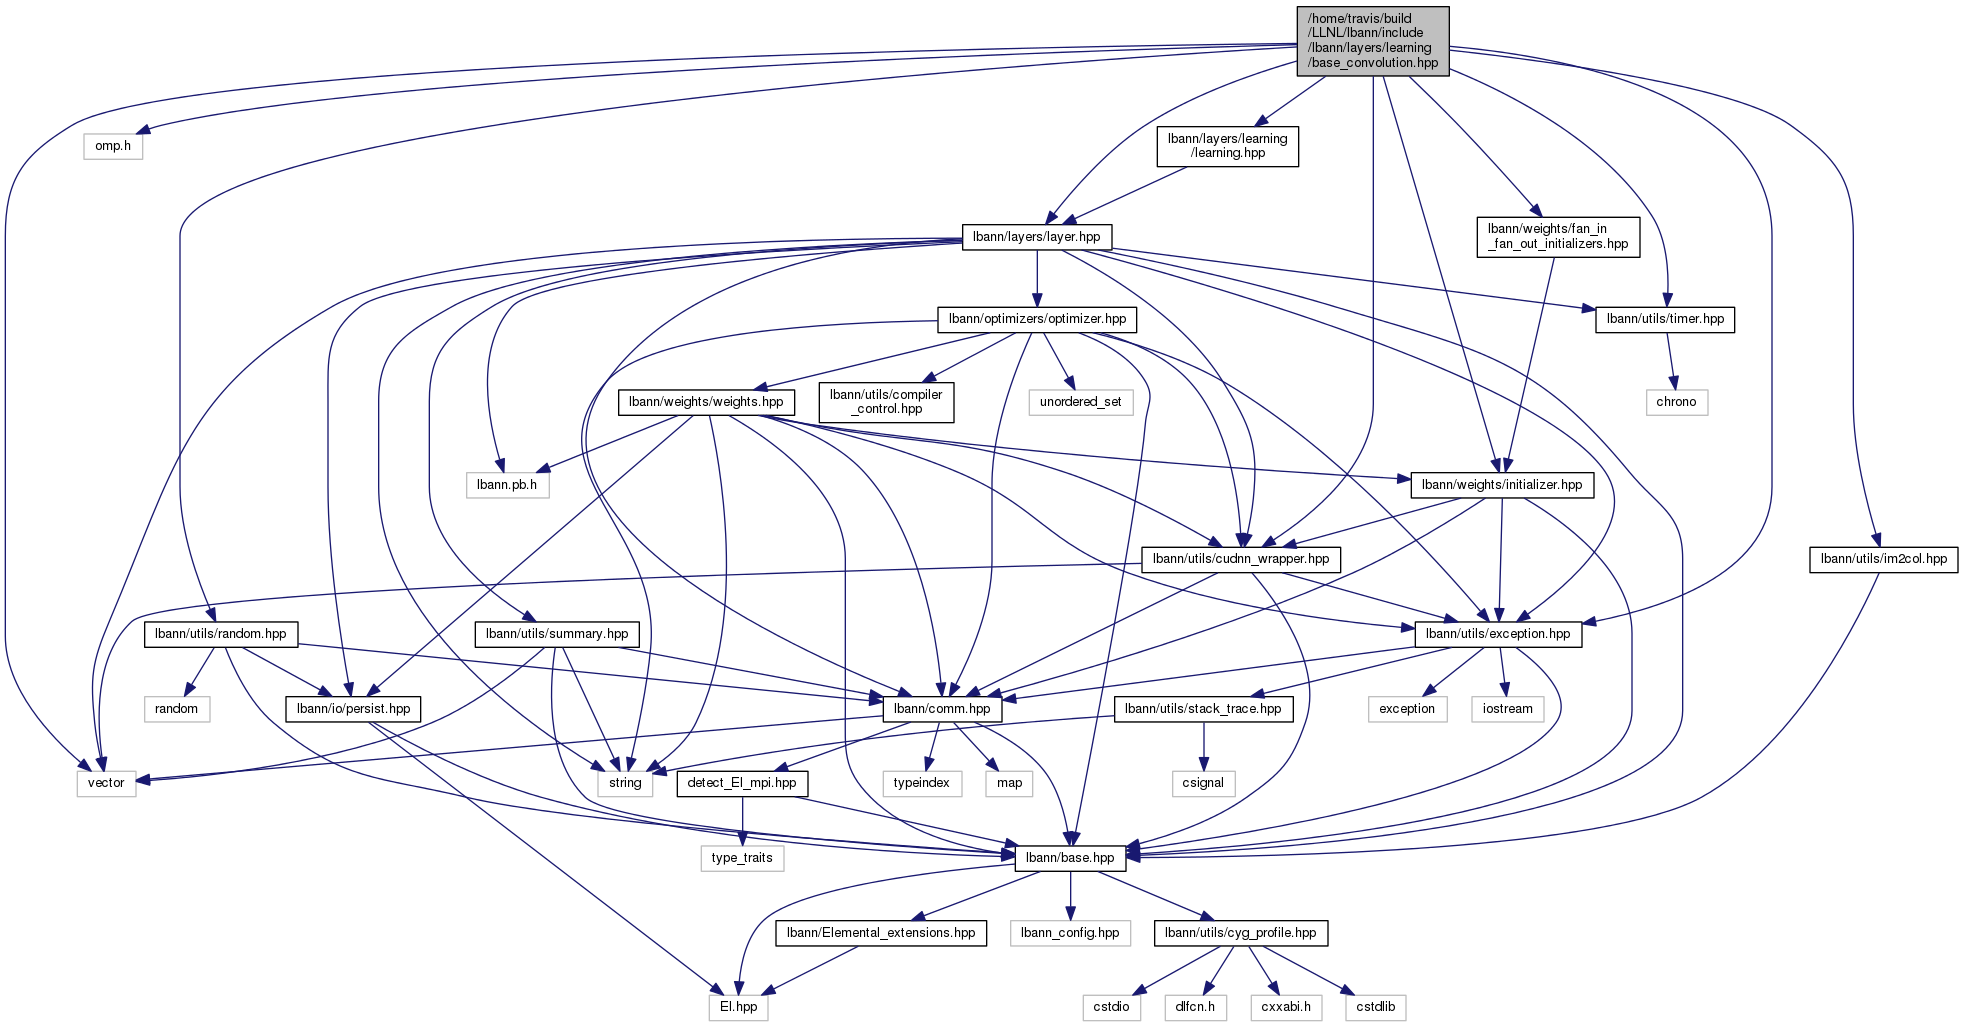 /home/travis/build
/LLNL/lbann/include
/lbann/layers/learning
/base_convolution.hpp
omp.h
lbann/layers/learning
/learning.hpp
lbann/layers/layer.hpp
lbann/weights/fan_in
_fan_out_initializers.hpp
lbann/optimizers/optimizer.hpp
lbann/utils/timer.hpp
lbann/weights/weights.hpp
lbann/utils/compiler
_control.hpp
unordered_set
chrono
lbann.pb.h
lbann/weights/initializer.hpp
lbann/utils/cudnn_wrapper.hpp
lbann/utils/im2col.hpp
lbann/utils/random.hpp
lbann/utils/summary.hpp
lbann/utils/exception.hpp
random
lbann/io/persist.hpp
lbann/comm.hpp
lbann/utils/stack_trace.hpp
exception
iostream
vector
string
detect_El_mpi.hpp
typeindex
map
csignal
type_traits
lbann/base.hpp
lbann/Elemental_extensions.hpp
lbann_config.hpp
lbann/utils/cyg_profile.hpp
El.hpp
cstdio
dlfcn.h
cxxabi.h
cstdlib